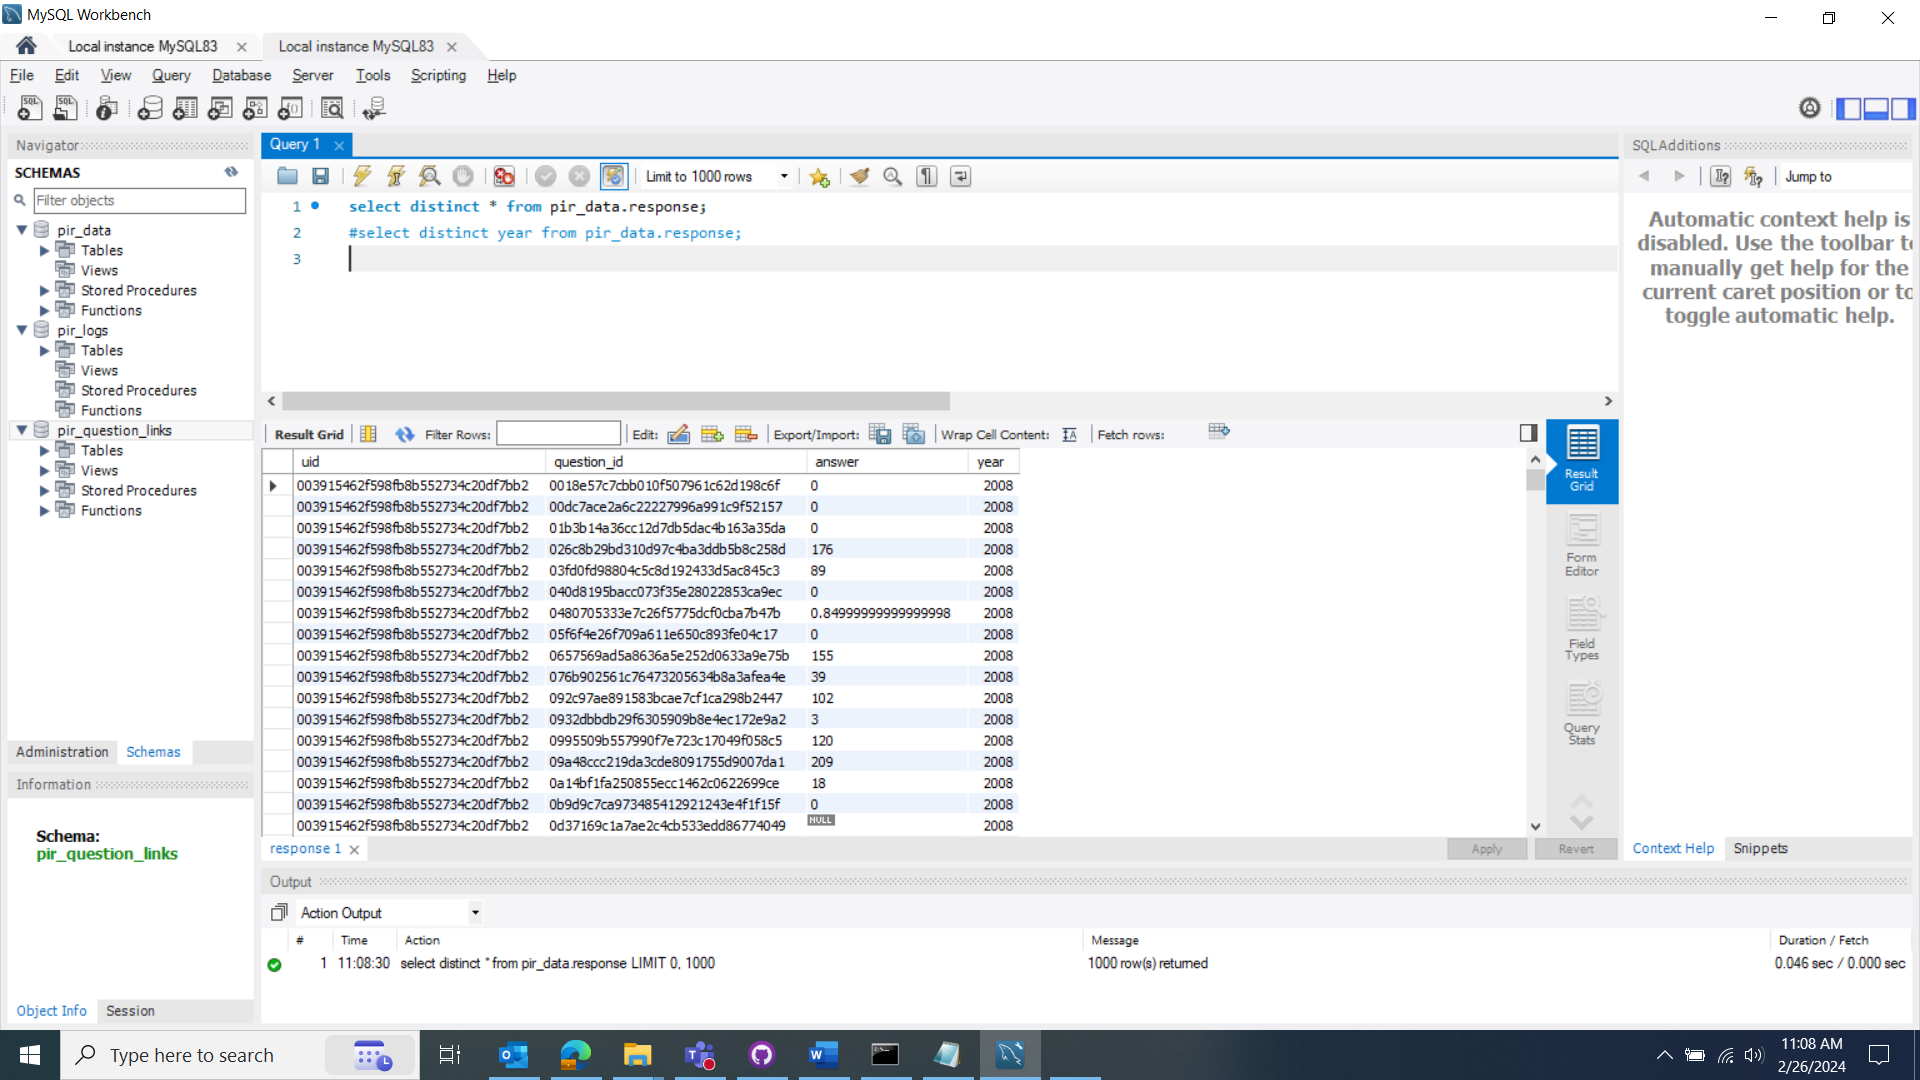 MySQL Workbench
Local instance MySQL83
Local instance MySQL83
File Edit View Query Database Server Tools Scripting Help
Navigator
SCHEMAS
Filter objects
pir_data
Tables
Views
Stored Procedures
Functions
pir_logs
Tables
Views
Stored Procedures
Functions
pir_question_links
Tables
Views
Stored Procedures
Functions
Administration Schemas
Information
Schema:
pir_question_links
Object Info Session
Query 1
Limit to 1000 rows
1 select distinct * from pir_data.response;
2 #select distinct year from pir_data.response;
3
Result Grid Filter Rows: Edit: Export/Import: Wrap Cell Content: Fetch rows:
uid question_id answer year
003915462f598fb8b552734c20df7bb2 0018e57c7cbb010f507961c62d198c6f 0 2008
003915462f598fb8b552734c20df7bb2 00dc7ace2a6c22227996a991c9f52157 0 2008
003915462f598fb8b552734c20df7bb2 01b3b14a36cc12d7db5dac4b163a35da 0 2008
003915462f598fb8b552734c20df7bb2 026c8b29bd310d97c4ba3ddb5b8c258d 176 2008
003915462f598fb8b552734c20df7bb2 03fd0fd98804c5c8d192433d5ac845c3 89 2008
003915462f598fb8b552734c20df7bb2 040d8195bacc073f35e28022853ca9ec 0 2008
003915462f598fb8b552734c20df7bb2 0480705333e7c26f5775dcf0cba7b47b 0.84999999999999998 2008
003915462f598fb8b552734c20df7bb2 05f6f4e26f709a611e650c893fe04c17 0 2008
003915462f598fb8b552734c20df7bb2 0657569ad5a8636a5e252d0633a9e75b 155 2008
003915462f598fb8b552734c20df7bb2 076b902561c76473205634b8a3afea4e 39 2008
003915462f598fb8b552734c20df7bb2 092c97ae891583bcae7cf1ca298b2447 102 2008
003915462f598fb8b552734c20df7bb2 0932dbbdb29f6305909b8e4ec172e9a2 3 2008
003915462f598fb8b552734c20df7bb2 0995509b557990f7e723c17049f058c5 120 2008
003915462f598fb8b552734c20df7bb2 09a48ccc219da3cde8091755d9007da1 209 2008
003915462f598fb8b552734c20df7bb2 0a14bf1fa250855ecc1462c0622699ce 18 2008
003915462f598fb8b552734c20df7bb2 0b9d9c7ca973485412921243e4f1f15f 0 2008
003915462f598fb8b552734c20df7bb2 0d37169c1a7ae2c4cb533edd86774049 NULL 2008
Result
Grid
Form
Editor
Field
Types
Query
Stats
response 1 Apply Revert
SQLAdditions
Jump to
Automatic context help is
disabled. Use the toolbar to
manually get help for the
current caret position or to
toggle automatic help.
Context Help Snippets
Output
Action Output
# Time Action Message Duration / Fetch
1 11:08:30 select distinct * from pir_data.response LIMIT 0, 1000 1000 row(s) returned 0.046 sec / 0.000 sec
Type here to search
11:08 AM
2/26/2024